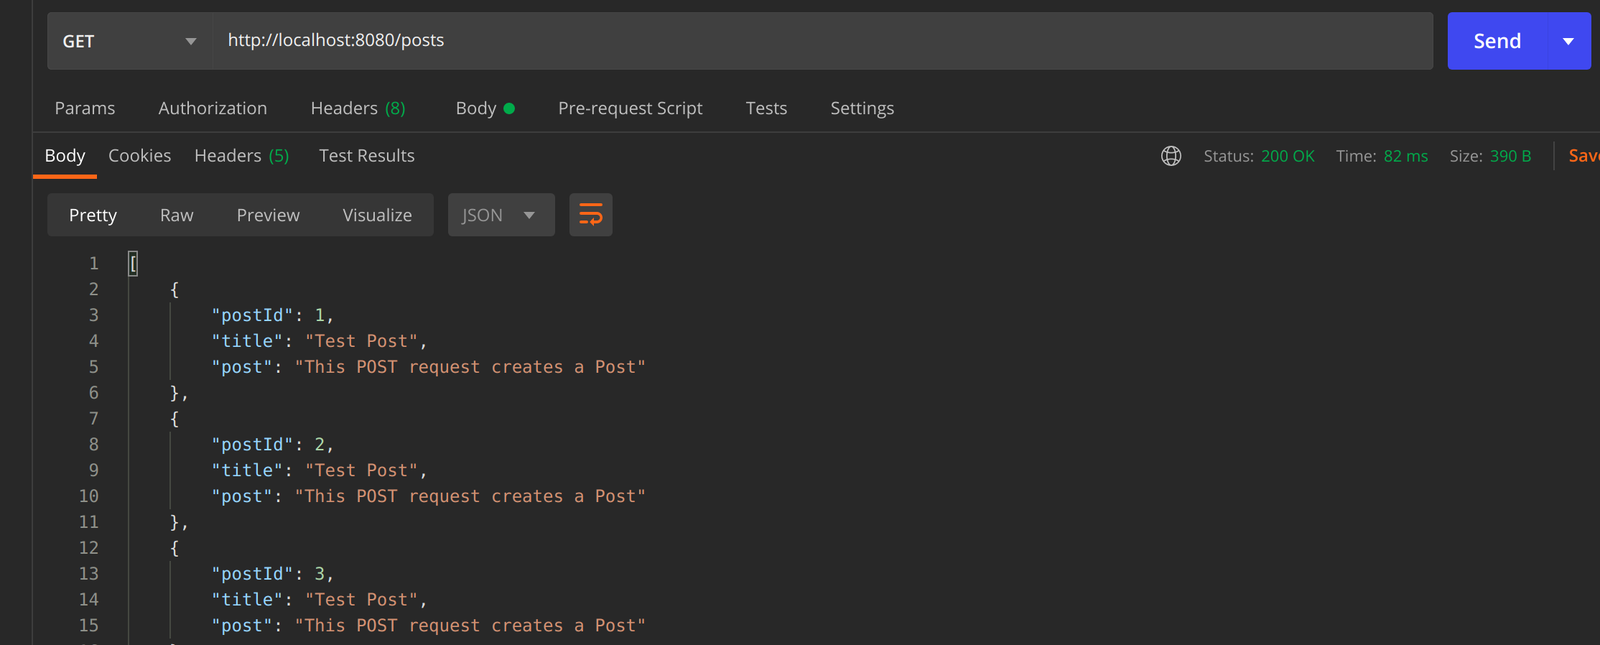 GET http://localhost:8080/posts Send
Params Authorization Headers (8) Body Pre-request Script Tests Settings
Body Cookies Headers (5) Test Results Status: 200 OK Time: 82 ms Size: 390 B Save
Pretty Raw Preview Visualize JSON
1 [
2 {
3 "postId": 1,
4 "title": "Test Post",
5 "post": "This POST request creates a Post"
6 },
7 {
8 "postId": 2,
9 "title": "Test Post",
10 "post": "This POST request creates a Post"
11 },
12 {
13 "postId": 3,
14 "title": "Test Post",
15 "post": "This POST request creates a Post"